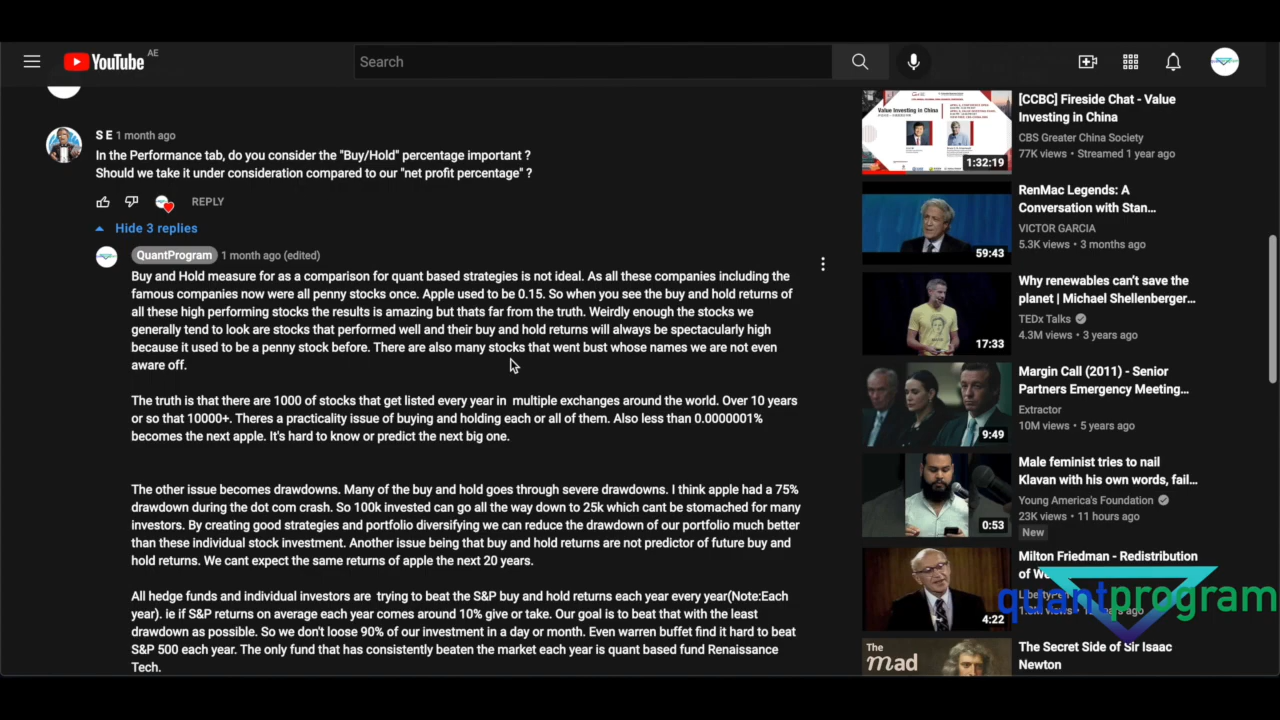 YouTube AE
Search
S E 1 month ago
In the Performance Summary, consider the "Buy/Hold" no longer important?
Should we base our decision calculated on our "Net profit percentage" ?
REPLY
Hide 3 replies
QuantProgram 1 month ago (edited)
Buy and Hold measure for as a comparison for quant based strategies is not ideal. As all these companies including the
famous companies now were all penny stocks once. Apple used to be 0.15. So when you see the buy and hold returns of
all these high performing stocks the results is amazing but thats far from the truth. Weirdly enough the stocks we
generally tend to look are stocks that performed well and their buy and hold returns will always be spectacularly high
because it used to be a penny stock before. There are also many stocks that went bust whose names we are not even
aware off.
The truth is that there are 1000 of stocks that get listed every year in multiple exchanges around the world. Over 10 years
or so that 10000+. Theres a practicality issue of buying and holding each or all of them. Also less than 0.0000001%
becomes the next apple. It's hard to know or predict the next big one.
The other issue becomes drawdowns. Many of the buy and hold goes through severe drawdowns. I think apple had a 75%
drawdown during the dotcom crash. So 100k invested can go all the way down to 25k which cant be stomached for many
investors. By creating good strategies and portfolio diversifying we can reduce the drawdown of our portfolio much better
than these individual stock investment. Another issue being that buy and hold returns are not predictor of future buy and
hold returns. We cant expect the same returns of apple the next 20 years.
All hedge funds and individual investors are trying to beat the S&P buy and hold returns each year every year(Note:Each
year). ie if S&P returns on average each year comes around 10% give or take. Our goal is to beat that with the least
drawdown as possible. So we don't loose 90% of our investment in a day or month. Even warren buffet find it hard to beat
S&P 500 each year. The only fund that has consistently beaten the market each year is quant based fund Renaissance
Tech.
Value Investing in China
1:32:19
Investing in China
CBS Greater China Society
77K views • Streamed 1 year ago
59:43
RenMac Legends: A
Conversation with Stan...
VICTOR GARCIA
5.3K views • 3 months ago
17:33
Why renewables can't save the
planet | Michael Shellenberger...
TEDx Talks
4.3M views • 3 years ago
9:49
Margin Call (2011) - Senior
Partners Emergency Meeting...
Extractor
10M views • 5 years ago
0:53
Male feminist tries to nail
Klavan with his own words, fail...
Young America's Foundation
23K views • 11 hours ago
New
4:22
Milton Friedman - Redistribution
of
quantprogram
The mad
The Secret Side of Sir Isaac
Newton